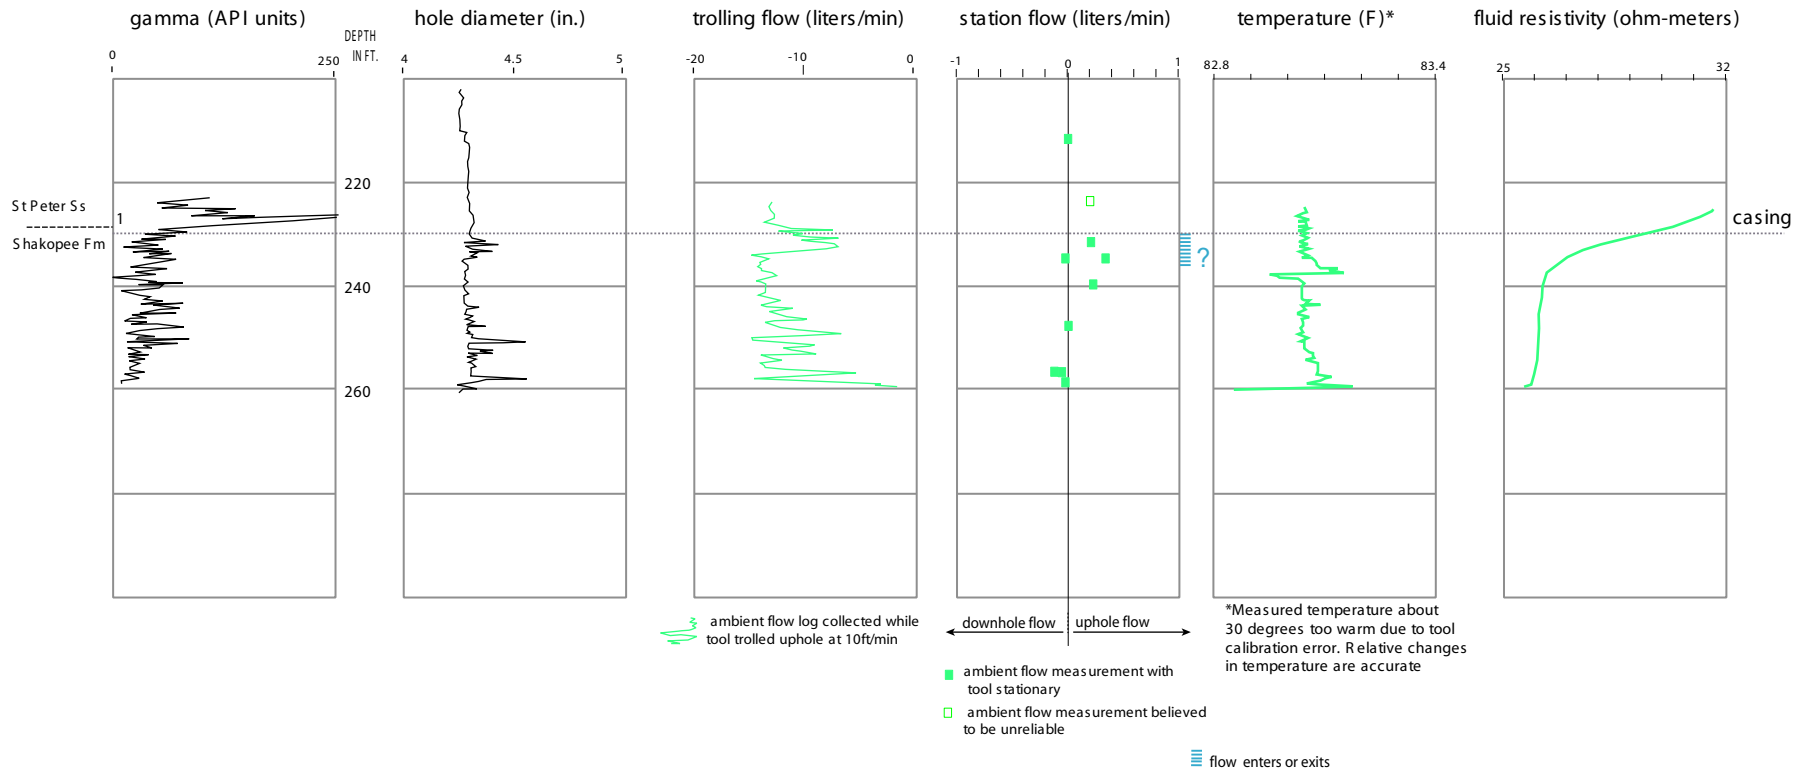 gamma (API units)
hole diameter (in.)
trolling flow (liters/min)
station flow (liters/min)
temperature (F)*
fluid resistivity (ohm-meters)
DEPTH
IN FT.
0
250
4
4.5
5
-20
-10
0
-1
0
1
82.8
83.4
25
32
220
St Peter Ss
1
casing
Shakopee Fm
?
240
260
ambient flow log collected while
tool trolled uphole at 10ft/min
downhole flow
uphole flow
*Measured temperature about
30 degrees too warm due to tool
calibration error. Relative changes
in temperature are accurate
ambient flow measurement with
tool stationary
ambient flow measurement believed
to be unreliable
flow enters or exits